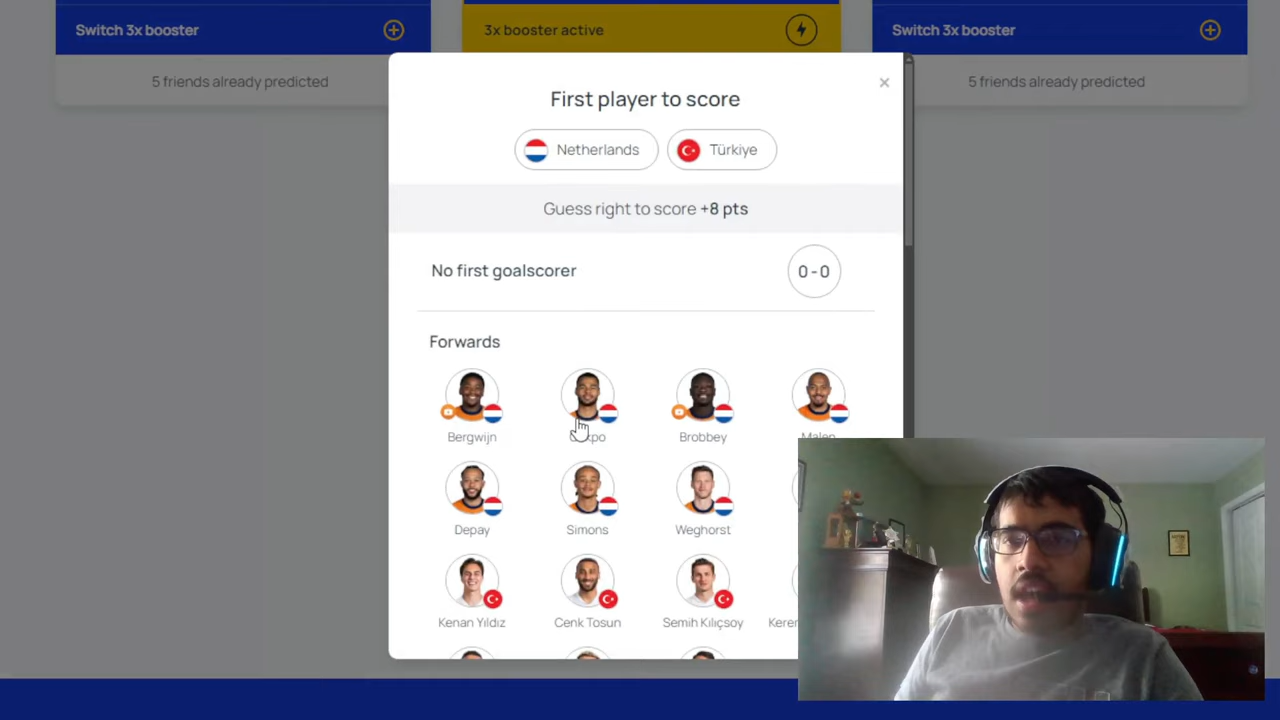 Switch 3x booster
3x booster active
Switch 3x booster
5 friends already predicted
5 friends already predicted
First player to score
Netherlands
Türkiye
Guess right to score +8 pts
No first goalscorer
0 - 0
Forwards
Bergwijn
Brobbey
Malen
Depay
Simons
Weghorst
Kenan Yıldız
Cenk Tosun
Semih Kılıçsoy